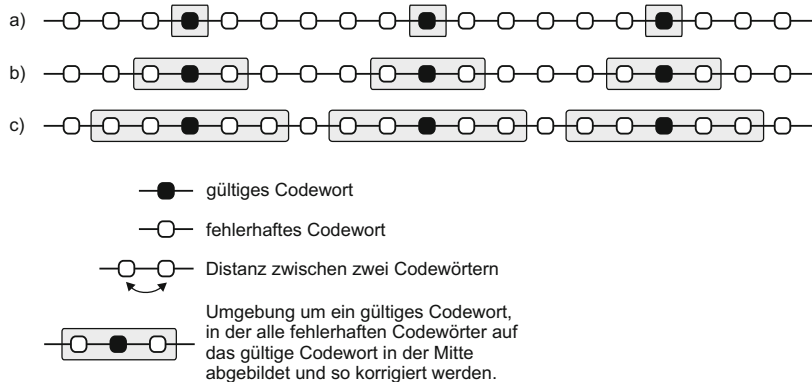 a)
b)
c)
gültiges Codewort
fehlerhaftes Codewort
Distanz zwischen zwei Codewörtern
Umgebung um ein gültiges Codewort,
in der alle fehlerhaften Codewörter auf
das gültige Codewort in der Mitte
abgebildet und so korrigiert werden.